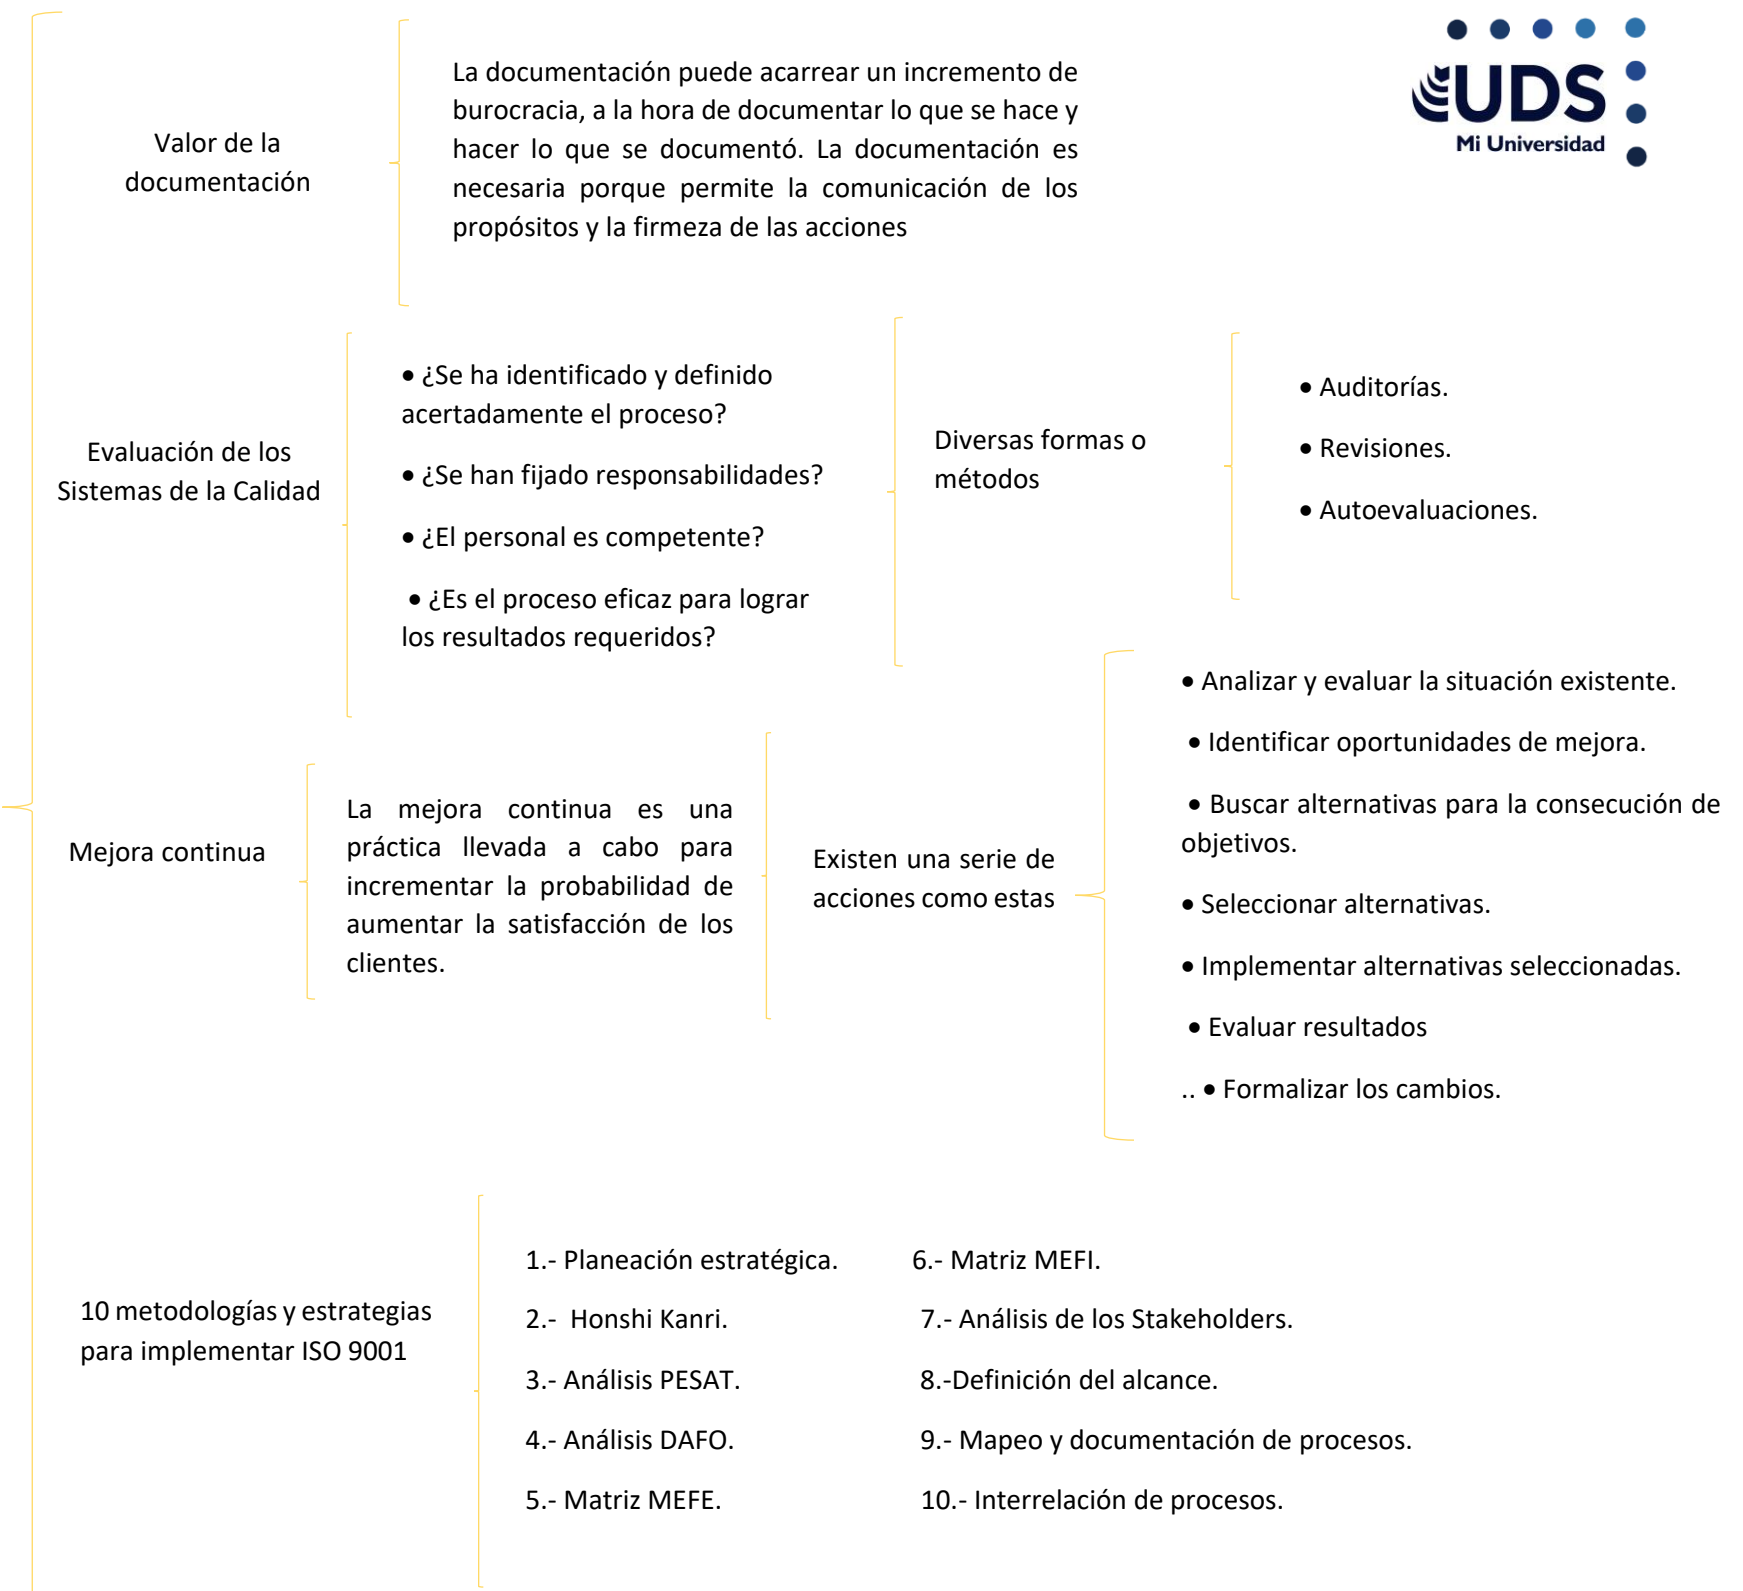 UDS
Mi Universidad
Valor de la
documentación
La documentación puede acarrear un incremento de
burocracia, a la hora de documentar lo que se hace y
hacer lo que se documentó. La documentación es
necesaria porque permite la comunicación de los
propósitos y la firmeza de las acciones
Evaluación de los
Sistemas de la Calidad
• ¿Se ha identificado y definido
acertadamente el proceso?
• ¿Se han fijado responsabilidades?
• ¿El personal es competente?
• ¿Es el proceso eficaz para lograr
los resultados requeridos?
Diversas formas o
métodos
• Auditorías.
• Revisiones.
• Autoevaluaciones.
Mejora continua
La mejora continua es una
práctica llevada a cabo para
incrementar la probabilidad de
aumentar la satisfacción de los
clientes.
Existen una serie de
acciones como estas
• Analizar y evaluar la situación existente.
• Identificar oportunidades de mejora.
• Buscar alternativas para la consecución de
objetivos.
• Seleccionar alternativas.
• Implementar alternativas seleccionadas.
• Evaluar resultados
.. • Formalizar los cambios.
10 metodologías y estrategias
para implementar ISO 9001
1.- Planeación estratégica.
2.- Honshi Kanri.
3.- Análisis PESAT.
4.- Análisis DAFO.
5.- Matriz MEFE.
6.- Matriz MEFI.
7.- Análisis de los Stakeholders.
8.-Definición del alcance.
9.- Mapeo y documentación de procesos.
10.- Interrelación de procesos.